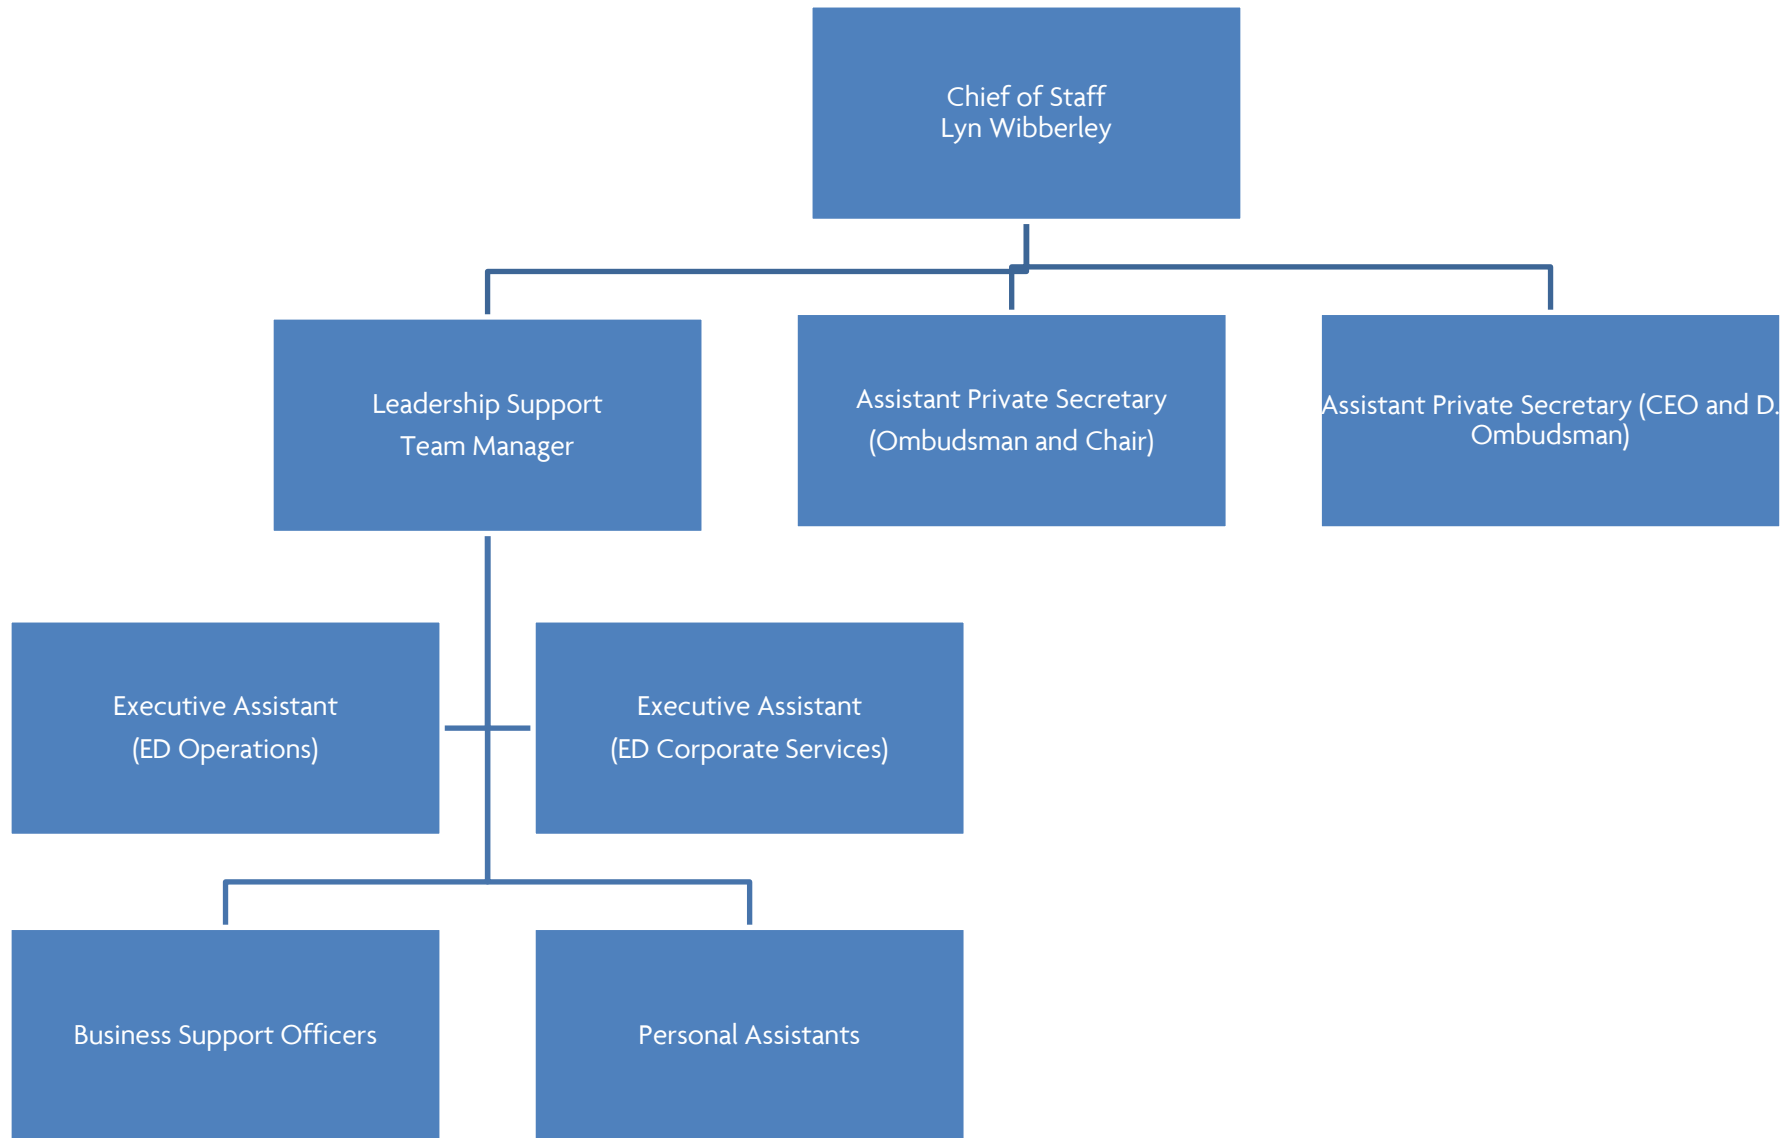 Chief of Staff
Lyn Wibberley
Leadership Support
Team Manager
Assistant Private Secretary
(Ombudsman and Chair)
Assistant Private Secretary (CEO and D.
Ombudsman)
Executive Assistant
(ED Operations)
Executive Assistant
(ED Corporate Services)
Business Support Officers
Personal Assistants